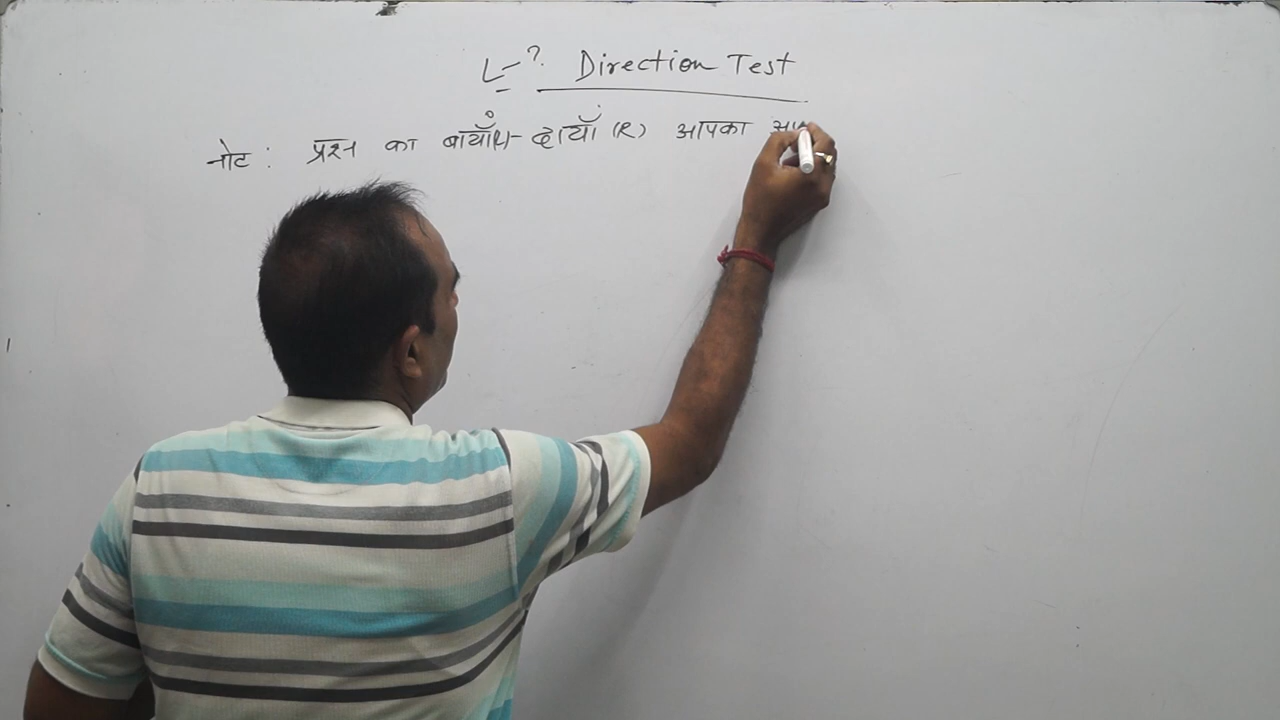 L-? Direction Test
नोट : प्रश्न का बायाँ(L)- दायाँ (R) आपका